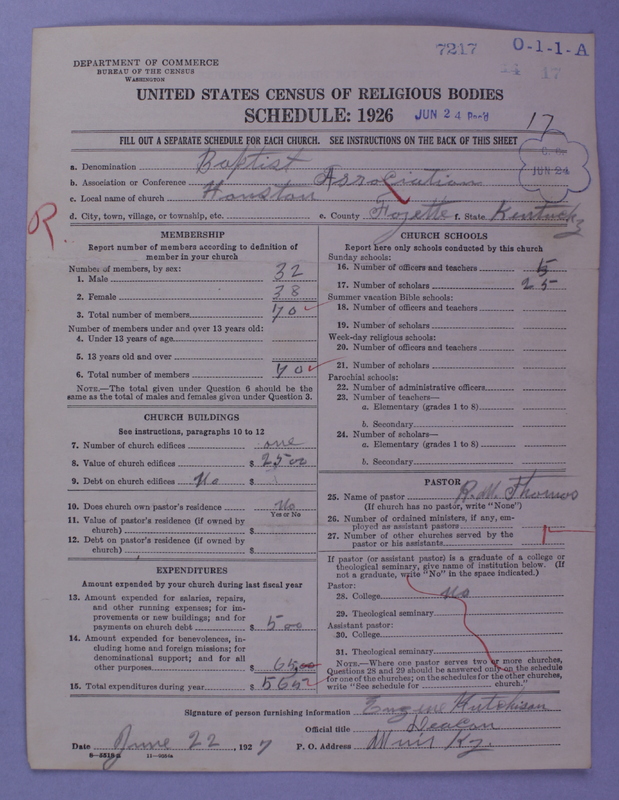 7217 O-1-1-A
DEPARTMENT OF COMMERCE
BUREAU OF THE CENSUS
WASHINGTON
14 17
UNITED STATES CENSUS OF RELIGIOUS BODIES
SCHEDULE: 1926 JUN 24 17
FILL OUT A SEPARATE SCHEDULE FOR EACH CHURCH. SEE INSTRUCTIONS ON THE BACK OF THIS SHEET
JUN 24
a. Denomination Baptist
b. Association or Conference Association
c. Local name of church Houston
d. City, town, village, or township, etc. e. County Fayette f. State Kentucky
R.
MEMBERSHIP
Report number of members according to definition of
member in your church
Number of members, by sex:
1. Male 32
2. Female 38
3. Total number of members 70
Number of members under and over 13 years old:
4. Under 13 years of age
5. 13 years old and over
6. Total number of members 70
NOTE.—The total given under Question 6 should be the
same as the total of males and females given under Question 3.
CHURCH BUILDINGS
See instructions, paragraphs 10 to 12
7. Number of church edifices one
8. Value of church edifices $ 2500
9. Debt on church edifices No $
10. Does church own pastor's residence? No
Yes or No
11. Value of pastor's residence (if owned by
church) $
12. Debt on pastor's residence (if owned by
church) $
EXPENDITURES
Amount expended by your church during last fiscal year
13. Amount expended for salaries, repairs,
and other running expenses; for im-
provements or new buildings; and for
payments on church debt $ 500
14. Amount expended for benevolences, in-
cluding home and foreign missions; for
denominational support; and for all
other purposes $ 65.00
15. Total expenditures during year $ 565
CHURCH SCHOOLS
Report here only schools conducted by this church
Sunday schools:
16. Number of officers and teachers 5
17. Number of scholars 25
Summer vacation Bible schools:
18. Number of officers and teachers
19. Number of scholars
Week-day religious schools:
20. Number of officers and teachers
21. Number of scholars
Parochial schools:
22. Number of administrative officers
23. Number of teachers—
a. Elementary (grades 1 to 8)
b. Secondary
24. Number of scholars—
a. Elementary (grades 1 to 8)
b. Secondary
PASTOR
25. Name of pastor R.W. Thomas
(If church has no pastor, write "None")
26. Number of ordained ministers, if any, em-
ployed as assistant pastors
27. Number of other churches served by the
pastor or his assistants 1
If pastor (or assistant pastor) is a graduate of a college or
theological seminary, give name of institution below. (If
not a graduate, write "No" in the space indicated.)
Pastor:
28. College No
29. Theological seminary
Assistant pastor:
30. College
31. Theological seminary
NOTE.—Where one pastor serves two or more churches,
Questions 28 and 29 should be answered only on the schedule
for one of the churches; on the schedules for the other churches,
write "See schedule for church."
Signature of person furnishing information Eugene Hutchison
Official title Deacon
Date June 22, 1927 P. O. Address Ky.